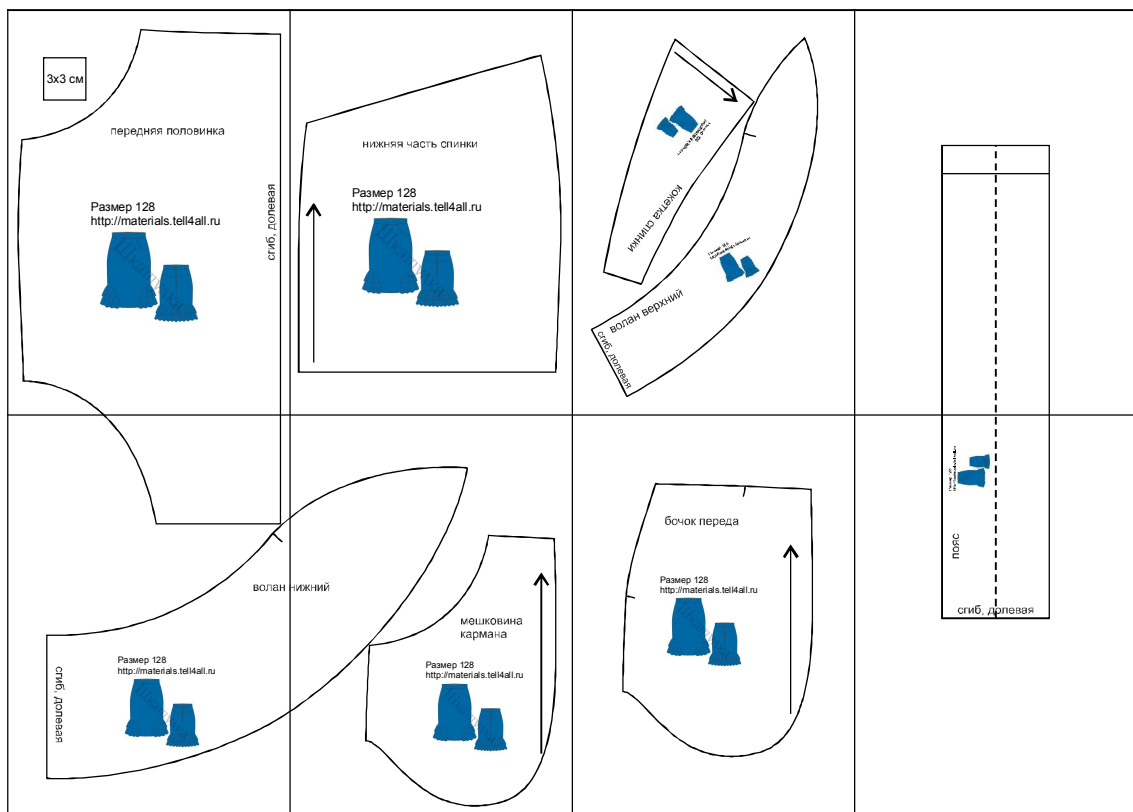 3x3 см
передняя половинка
Размер 128
http://materials.tell4all.ru
сгиб, долевая
нижняя часть спинки
Размер 128
http://materials.tell4all.ru
кокетка спинки
волан верхний
сгиб, долевая
волан нижний
сгиб, долевая
Размер 128
http://materials.tell4all.ru
мешковина
кармана
Размер 128
http://materials.tell4all.ru
бочок переда
Размер 128
http://materials.tell4all.ru
пояс
сгиб, долевая